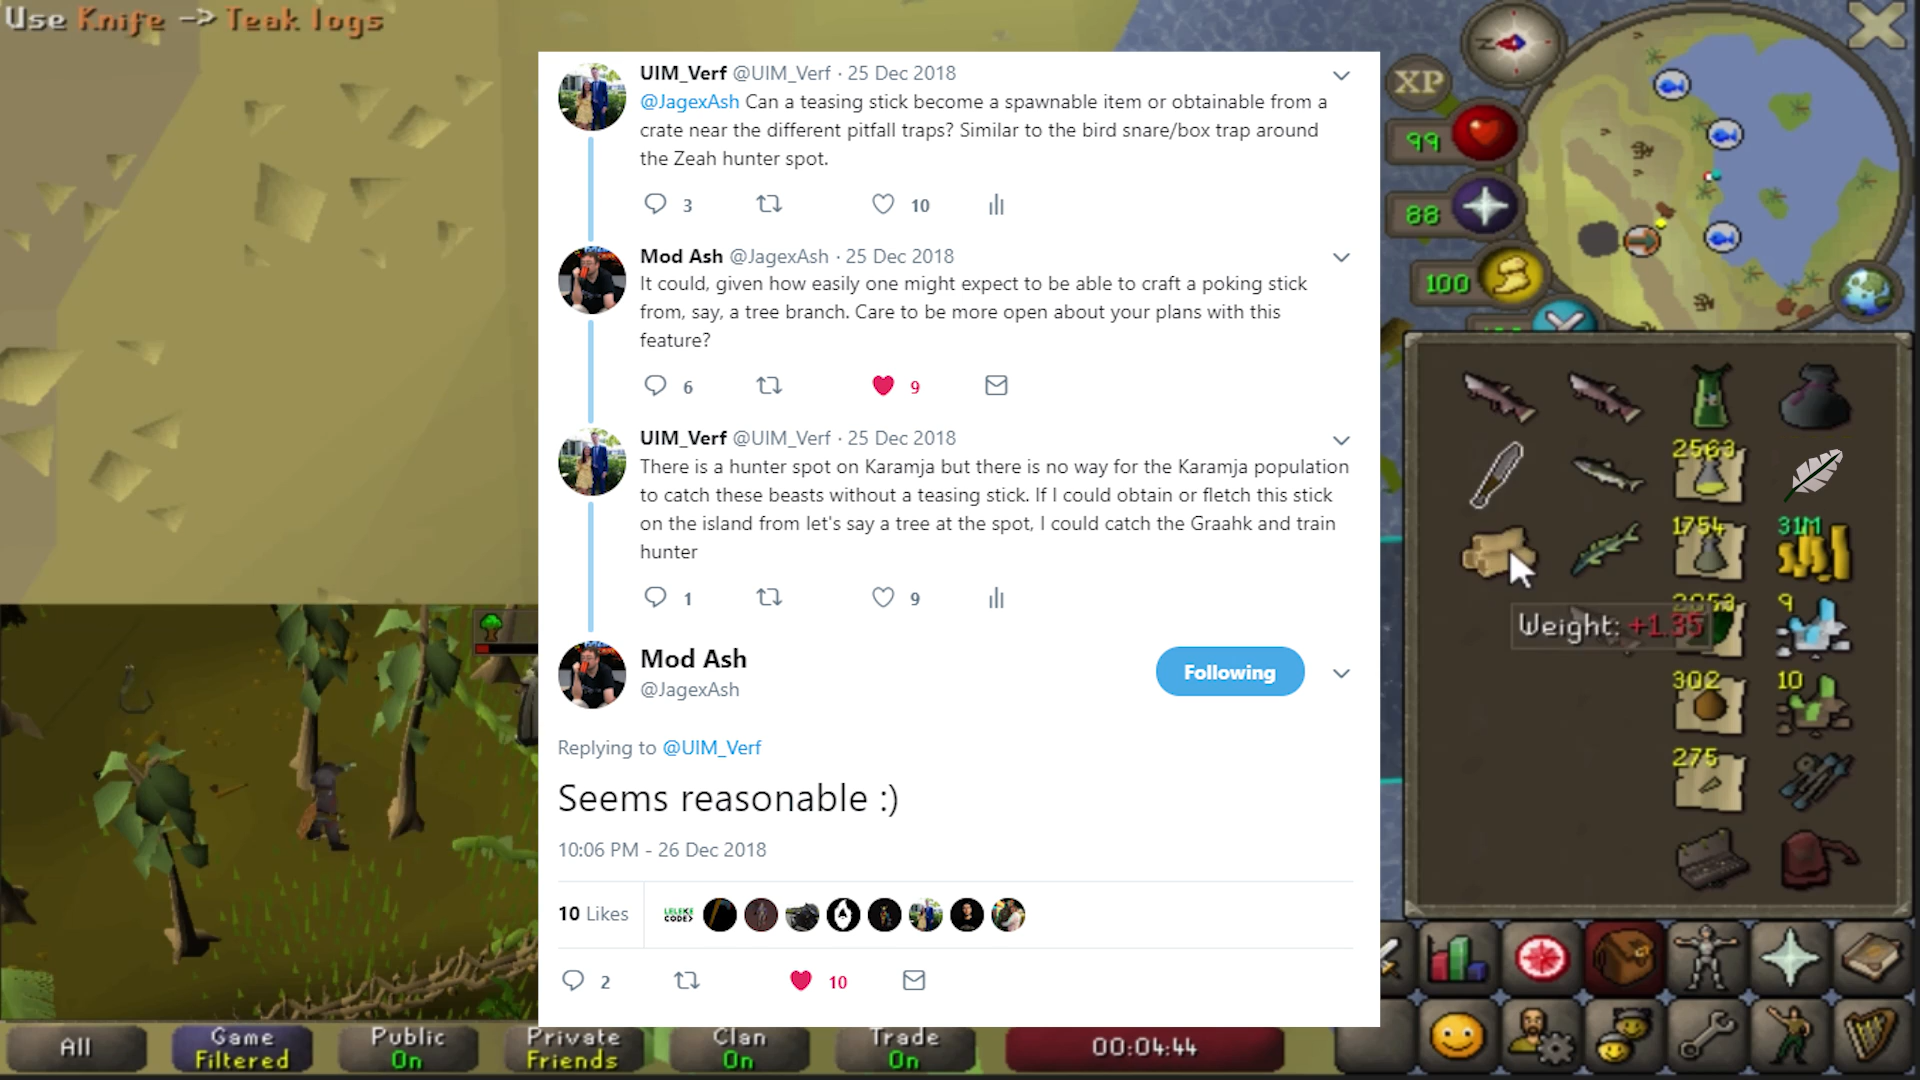 Use Knife -> Teak logs
UIM_Verf @UIM_Verf · 25 Dec 2018
@JagexAsh Can a teasing stick become a spawnable item or obtainable from a
crate near the different pitfall traps? Similar to the bird snare/box trap around
the Zeah hunter spot.
3 10
Mod Ash @JagexAsh · 25 Dec 2018
It could, given how easily one might expect to be able to craft a poking stick
from, say, a tree branch. Care to be more open about your plans with this
feature?
6 9
UIM_Verf @UIM_Verf · 25 Dec 2018
There is a hunter spot on Karamja but there is no way for the Karamja population
to catch these beasts without a teasing stick. If I could obtain or fletch this stick
on the island from let's say a tree at the spot, I could catch the Graahk and train
hunter
1 9
Mod Ash
@JagexAsh
Following
Replying to @UIM_Verf
Seems reasonable :)
10:06 PM - 26 Dec 2018
10 Likes
LELEKE
CODE>
2 10
XP
N
99
88
100
2563
1754 31M
9
Weight: +1.35
302 10
275
All
Game
Filtered
Public
On
Private
Friends
Clan
On
Trade
On
00:04:44